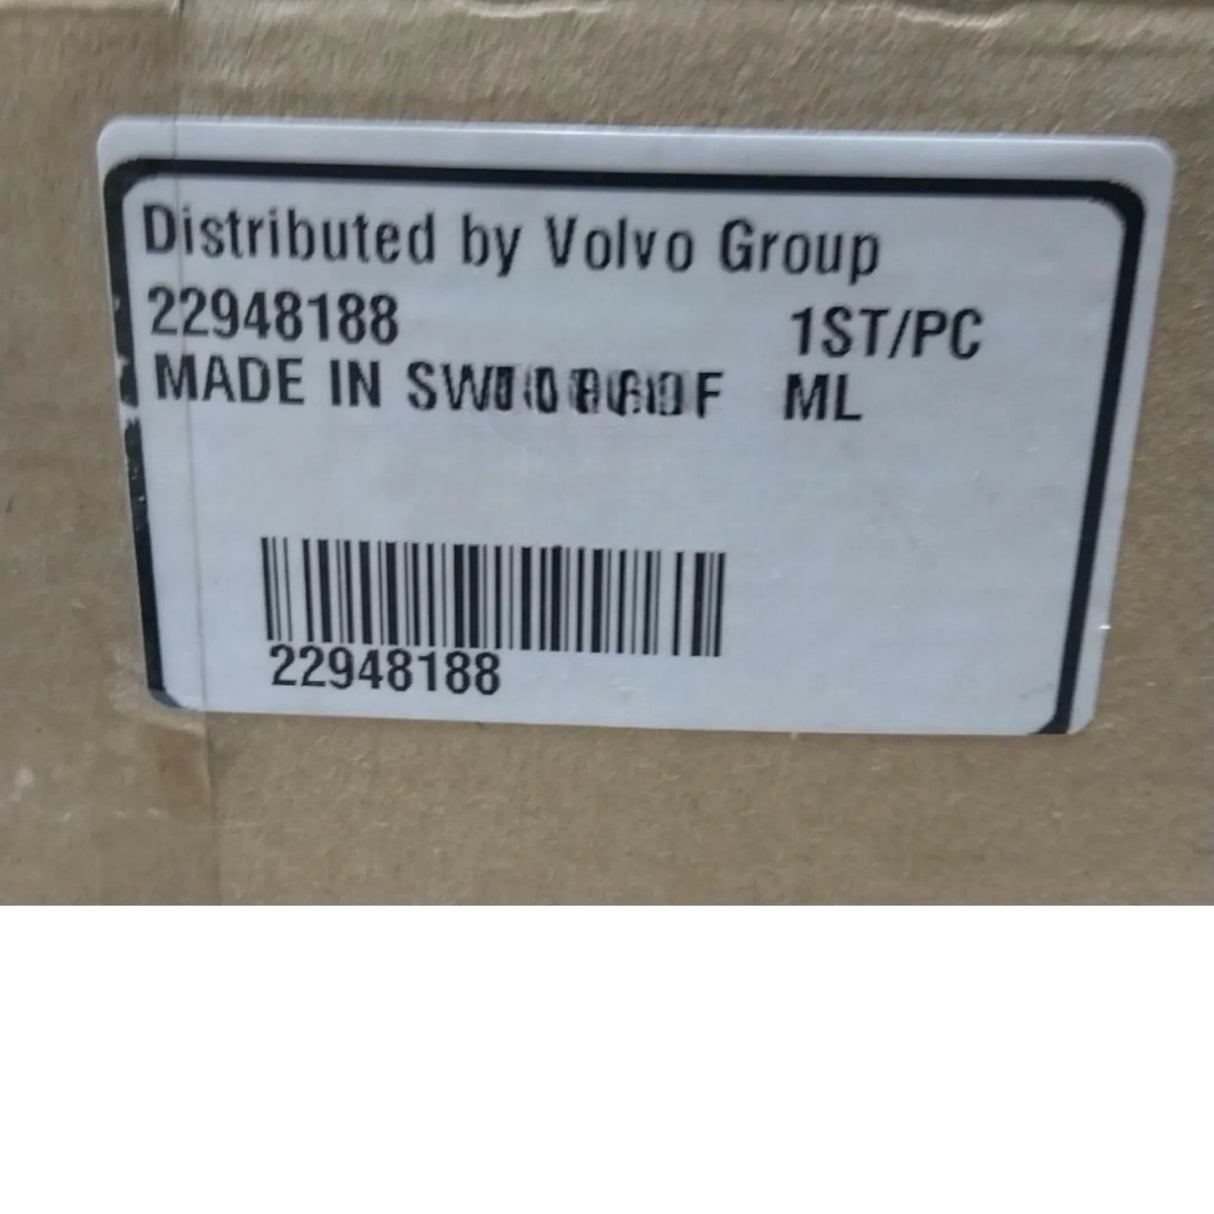 Distributed by Volvo Group
22948188 1ST/PC
MADE IN ML
22948188